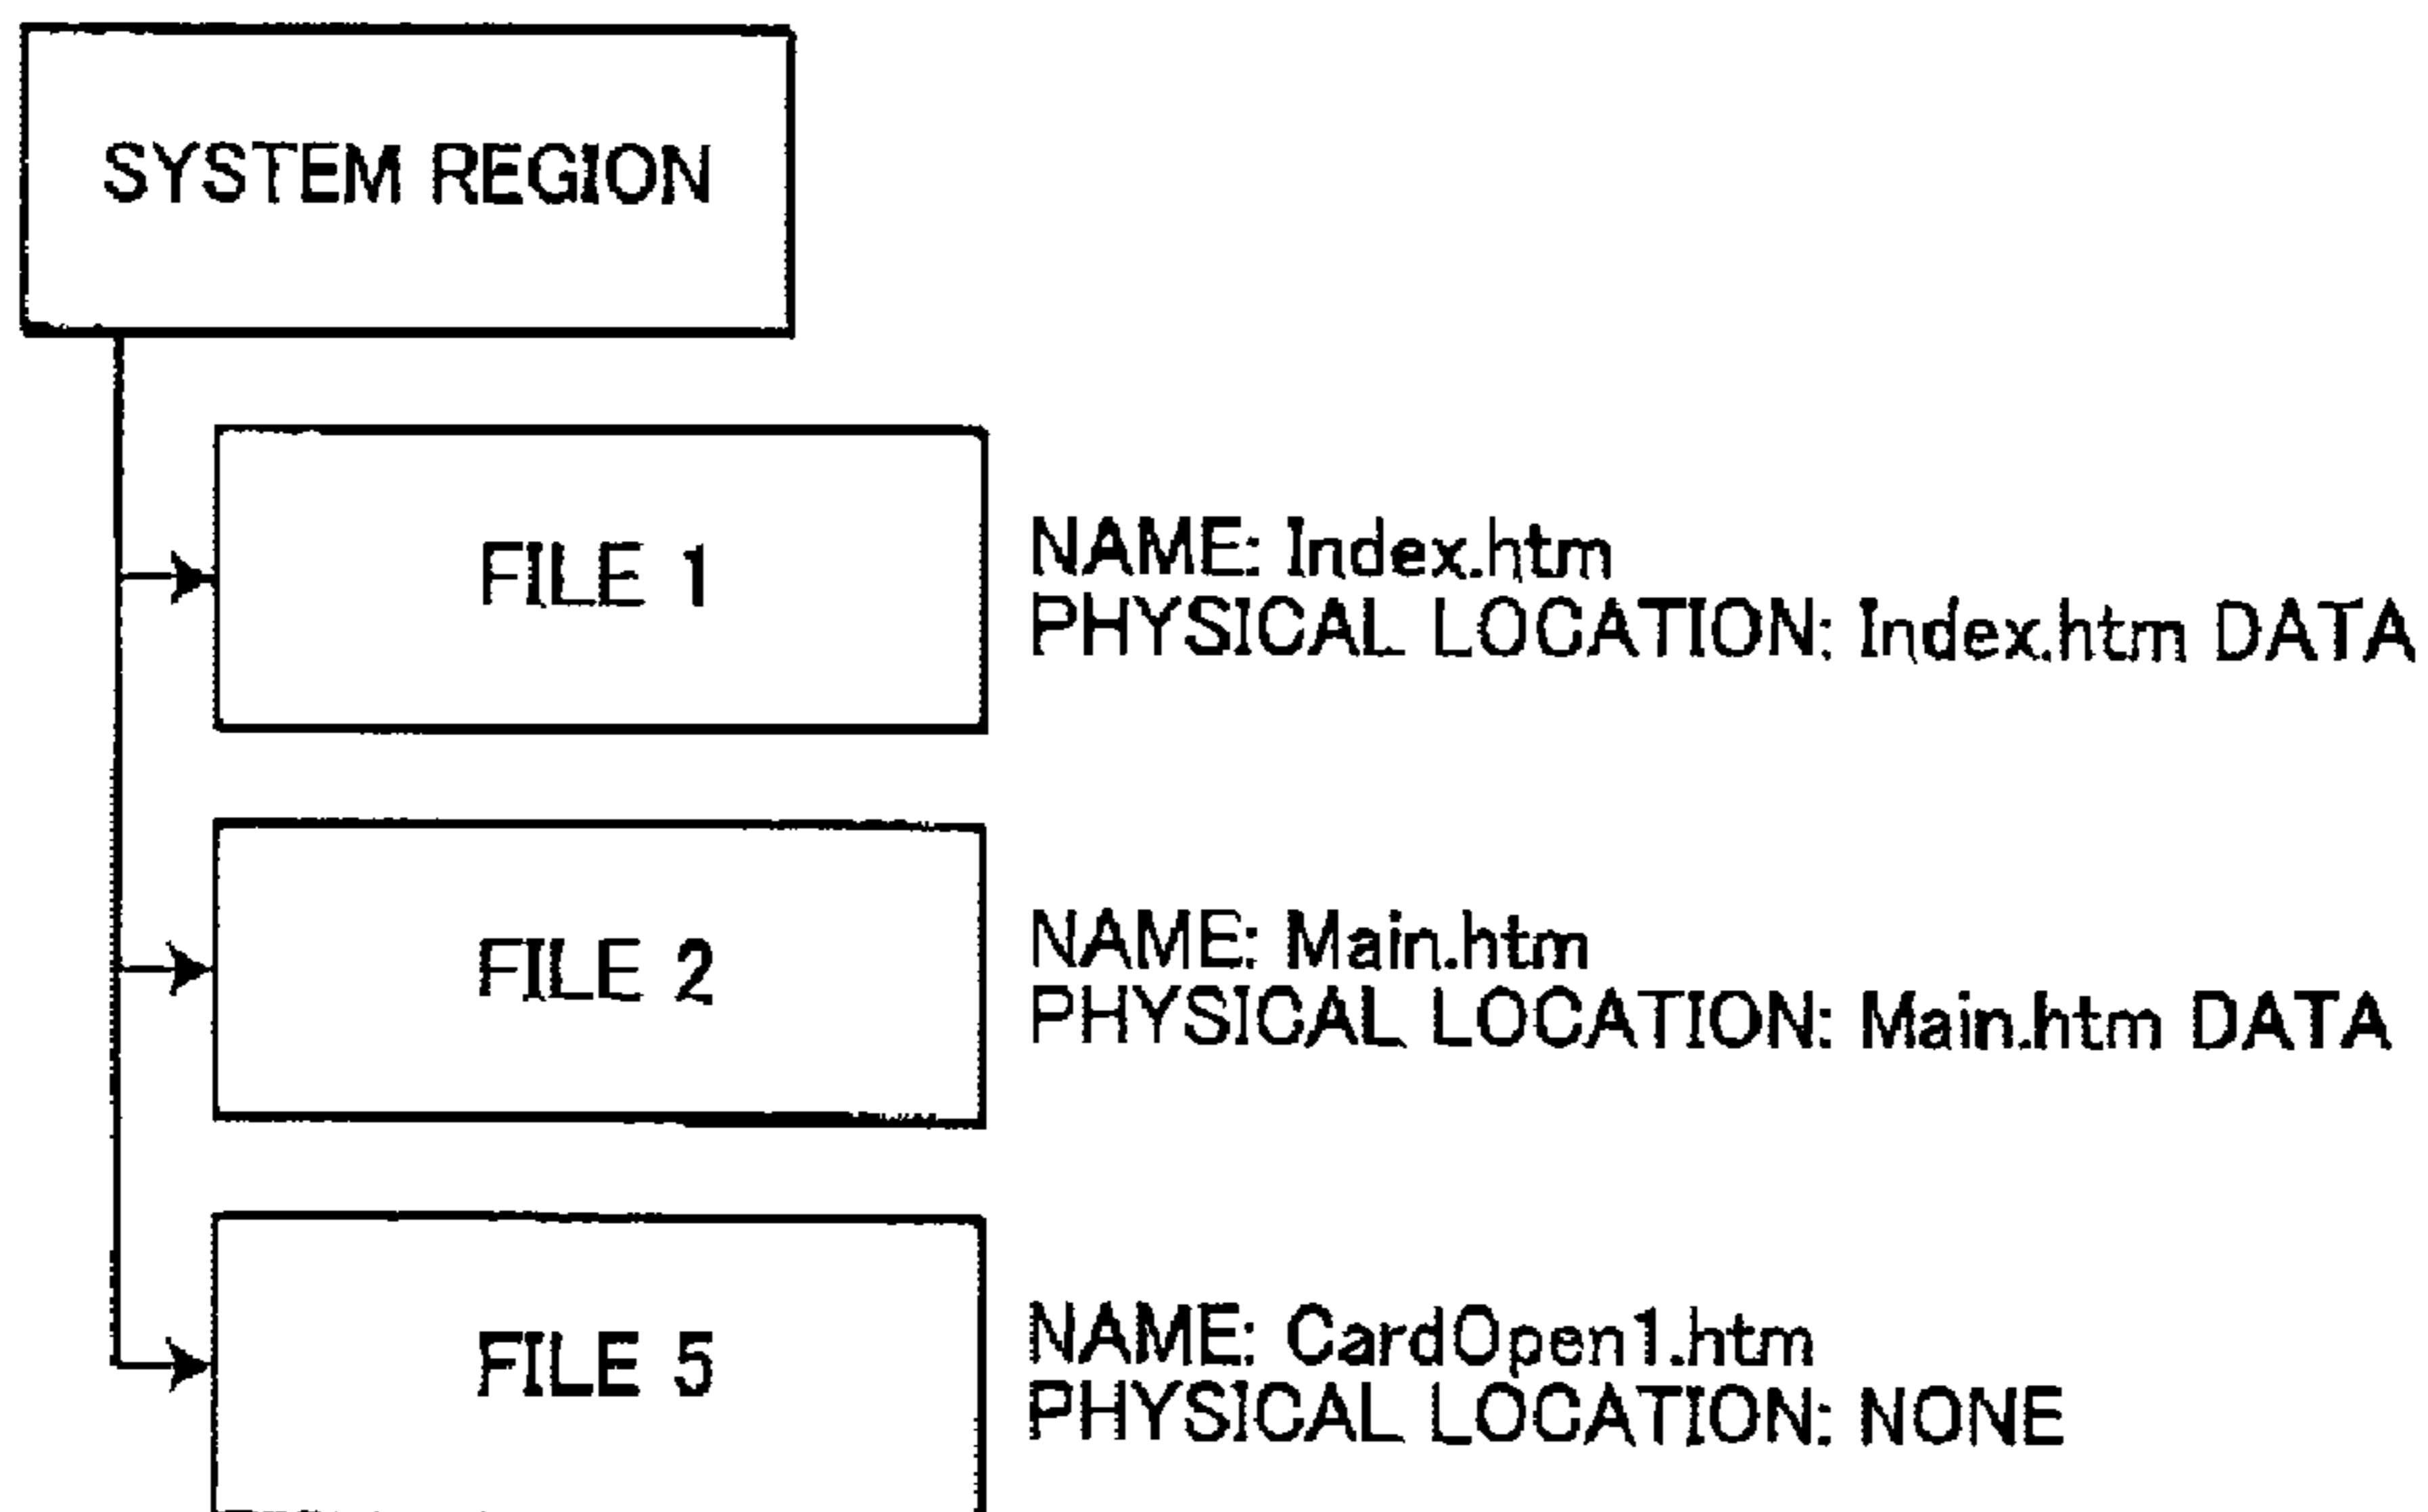 SYSTEM REGION
FILE 1
NAME: Index.htm
PHYSICAL LOCATION: Index.htm DATA
FILE 2
NAME: Main.htm
PHYSICAL LOCATION: Main.htm DATA
FILE 5
NAME: CardOpen1.htm
PHYSICAL LOCATION: NONE